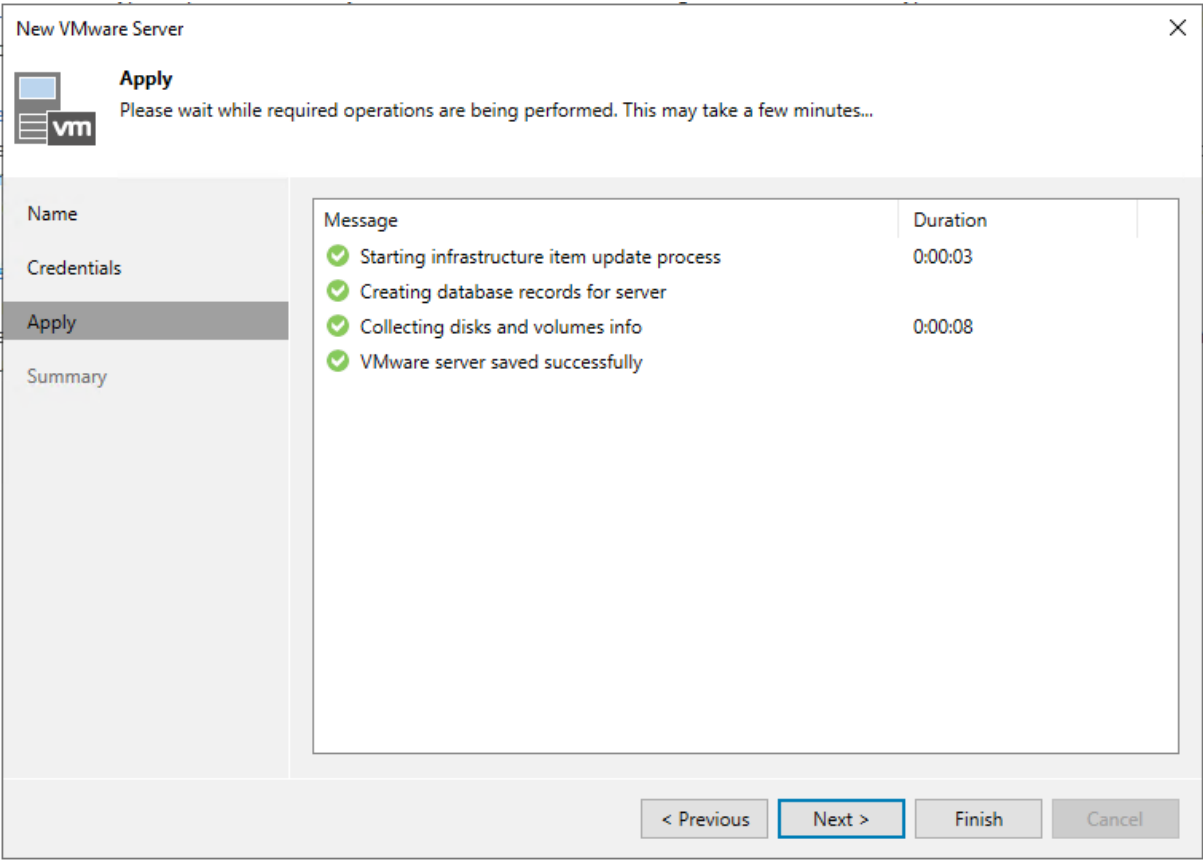 New VMware Server
Apply
Please wait while required operations are being performed. This may take a few minutes...
vm
Name
Credentials
Apply
Summary
Message Duration
Starting infrastructure item update process 0:00:03
Creating database records for server
Collecting disks and volumes info 0:00:08
VMware server saved successfully
< Previous Next > Finish Cancel